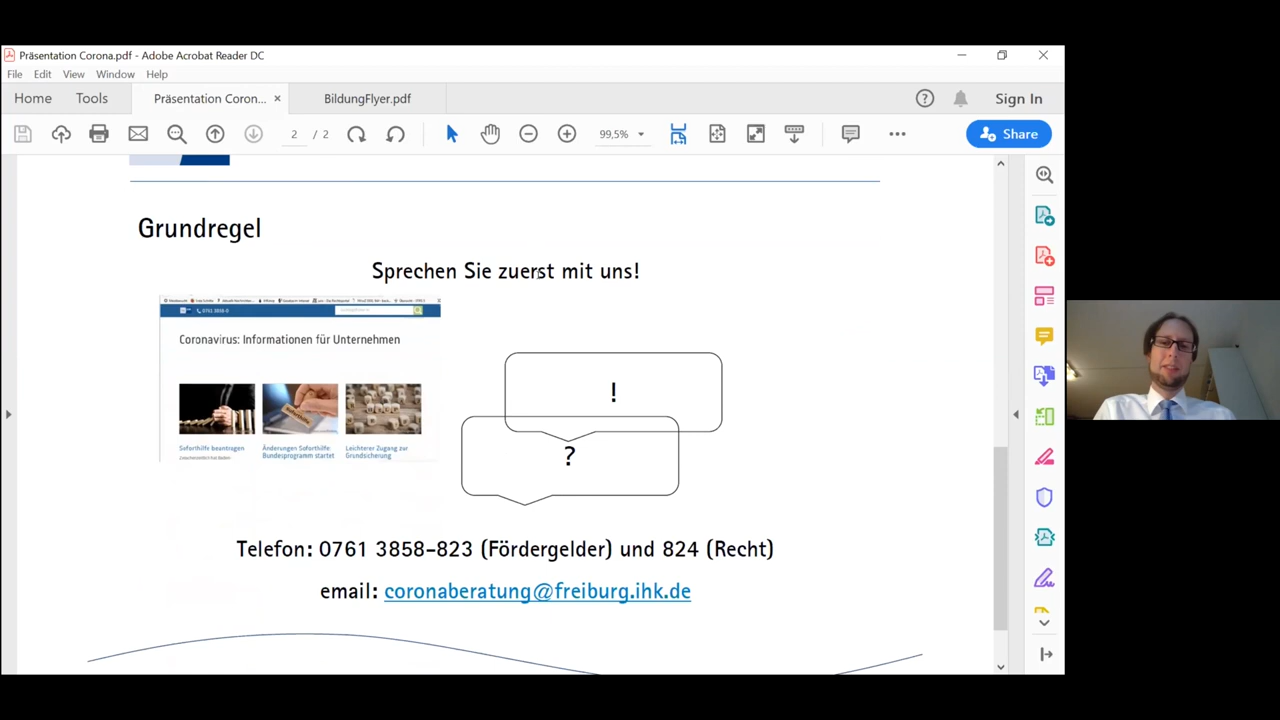 Präsentation Corona.pdf - Adobe Acrobat Reader DC
File Edit View Window Help
Home Tools Präsentation Coron... × BildungFlyer.pdf Sign In
2 / 2 99,5% Share
Grundregel
Sprechen Sie zuerst mit uns!
0761 3858-0
Coronavirus: Informationen für Unternehmen
Soforthilfe beantragen
Änderungen Soforthilfe:
Bundesprogramm startet
Leichterer Zugang zur
Grundsicherung
!
?
Telefon: 0761 3858-823 (Fördergelder) und 824 (Recht)
email: coronaberatung@freiburg.ihk.de